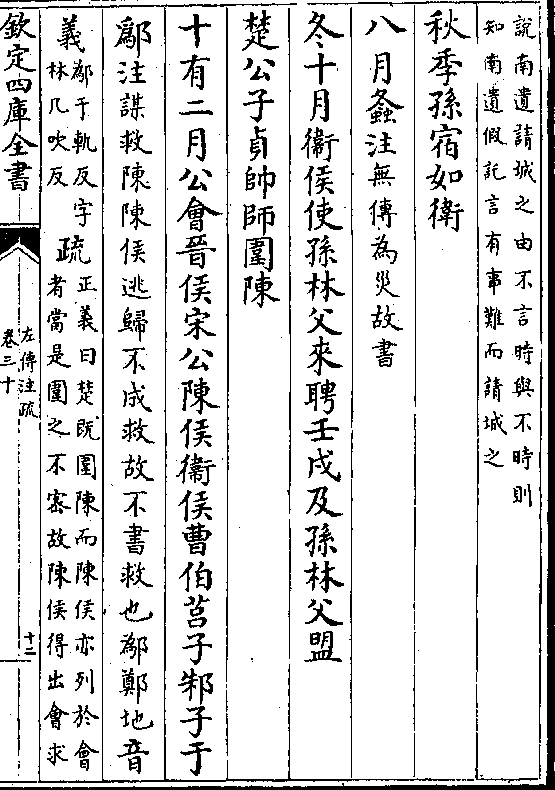 說南遺請城之由不言時與不時則
知南遺假託言有事難而請城之
秋季孫宿如衛
八月螽注無傳為災故書
冬十月衛侯使孫林父來聘壬戌及孫林父盟
楚公子貞帥師圍陳
十有二月公會晉侯宋公陳侯衛侯曹伯莒子邾子于
鄬注謀救陳陳侯逃歸不成救故不書救也鄬鄭地音
義鄬于軌反字
林几吹反
疏正義曰楚既圍陳而陳侯亦列於會
者當是圍之不密故陳侯得出會求
欽定四庫全書
左傳注疏
卷三十
十二